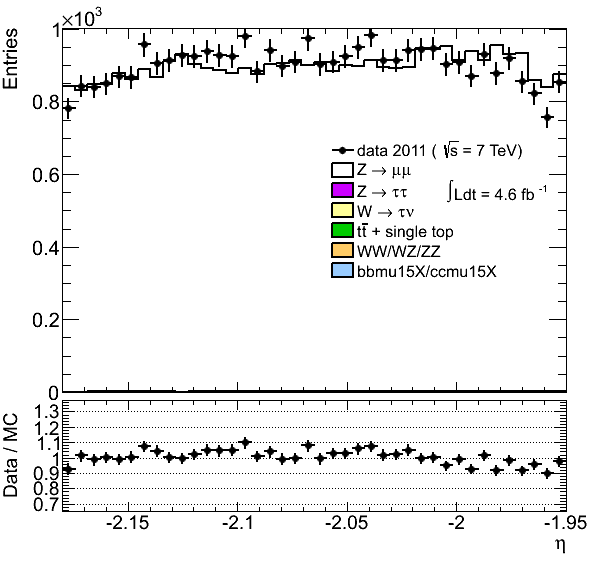 ×10³
Entries
1
0.8
0.6
0.4
0.2
0
data 2011 ( √s = 7 TeV)
Z → μμ
Z → ττ
∫Ldt = 4.6 fb⁻¹
W → τν
tt̄ + single top
WW/WZ/ZZ
bbmu15X/ccmu15X
Data / MC
1.3
1.2
1.1
1
0.9
0.8
0.7
-2.15
-2.1
-2.05
-2
-1.95
η